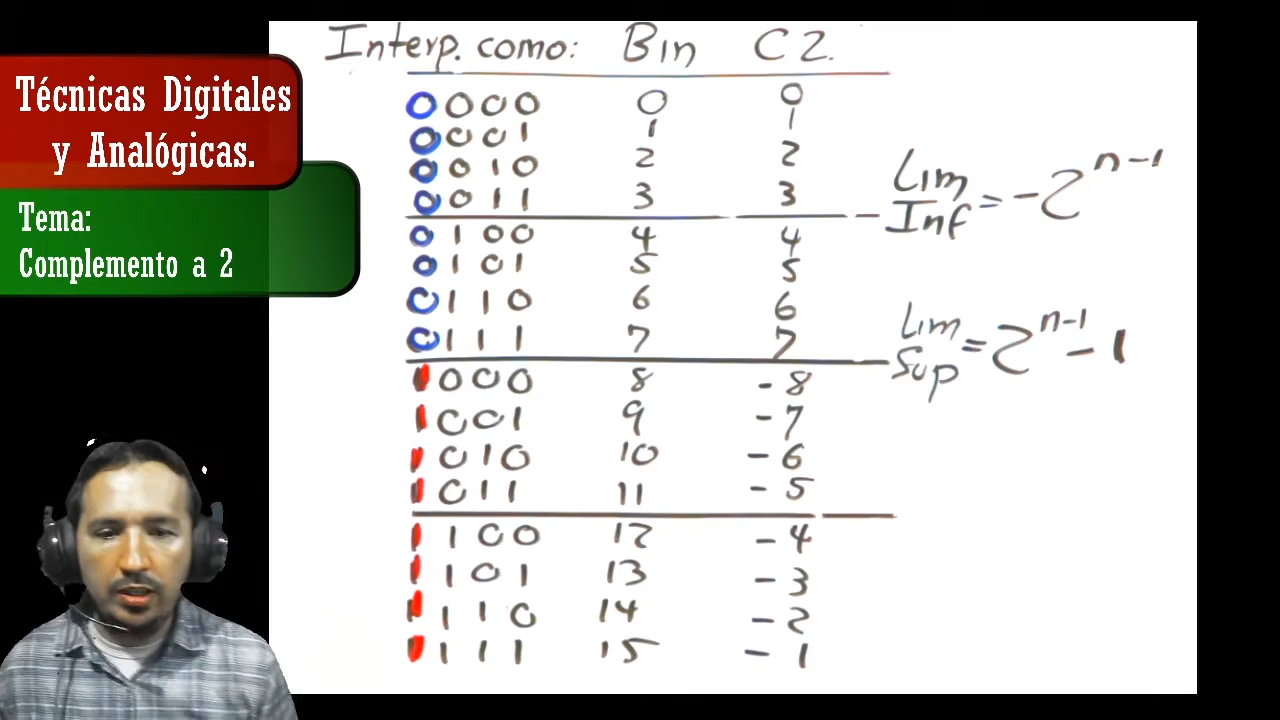 Técnicas Digitales
y Analógicas.
Tema:
Complemento a 2
Interp. como: Bin C2.
0000 0 0
0001 1 1
0010 2 2
0011 3 3
0100 4 4
0101 5 5
0110 6 6
0111 7 7
1000 8 -8
1001 9 -7
1010 10 -6
1011 11 -5
1100 12 -4
1101 13 -3
1110 14 -2
1111 15 -1
Lim
Inf = -2^n-1
Lim
Sup = 2^n-1 - 1